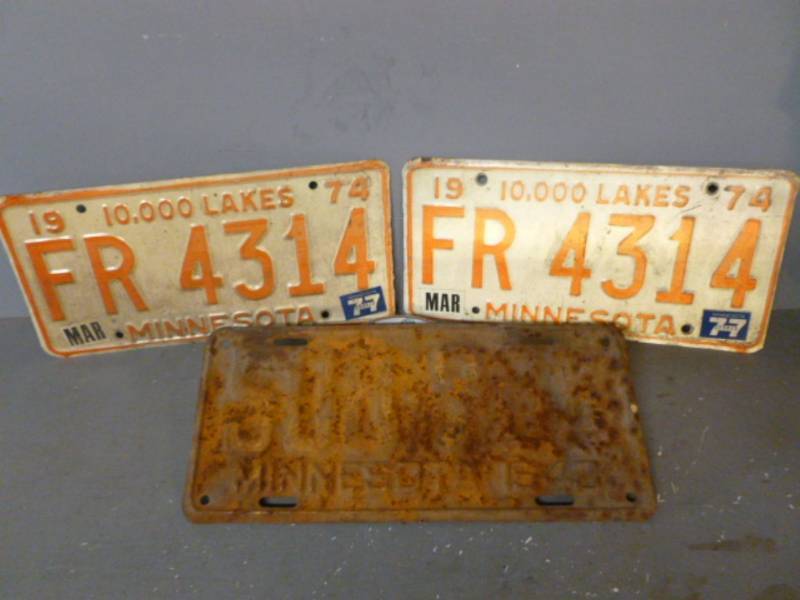 19 10,000 LAKES 74
FR 4314
MAR MINNESOTA 77
19 10,000 LAKES 74
FR 4314
MAR MINNESOTA 77
MINNESOTA